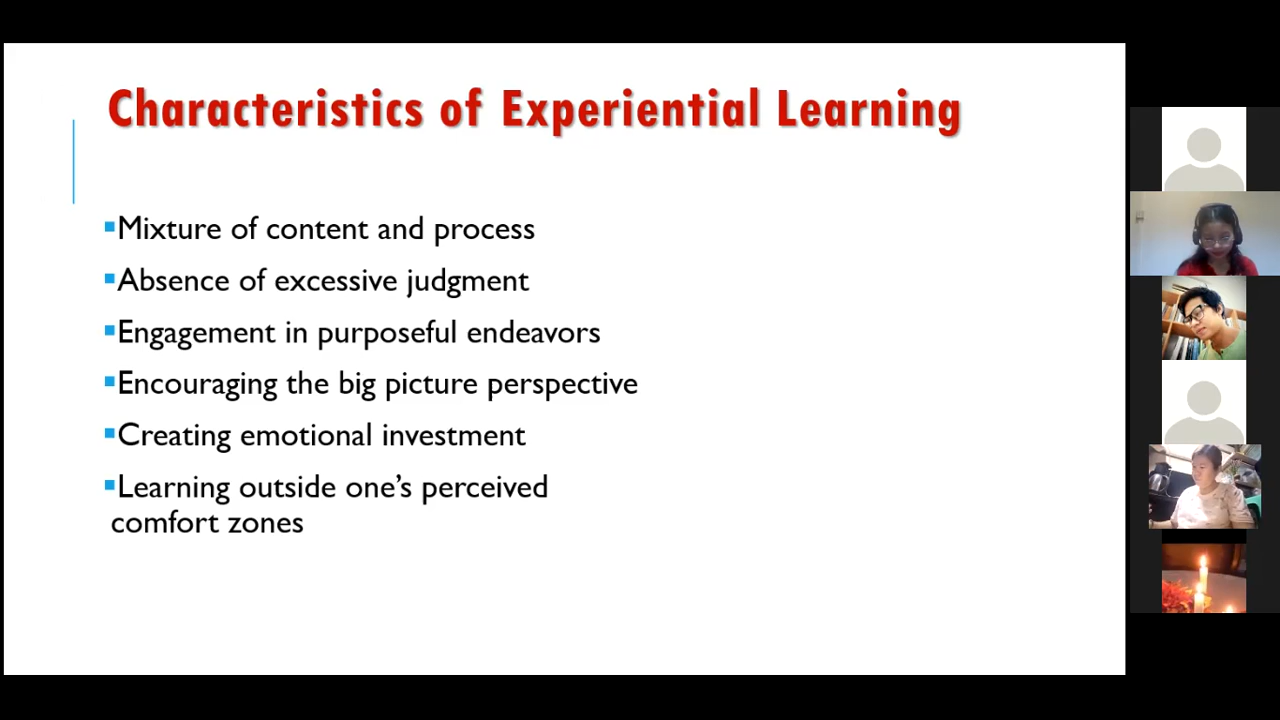 Characteristics of Experiential Learning
▪Mixture of content and process
▪Absence of excessive judgment
▪Engagement in purposeful endeavors
▪Encouraging the big picture perspective
▪Creating emotional investment
▪Learning outside one’s perceived
comfort zones